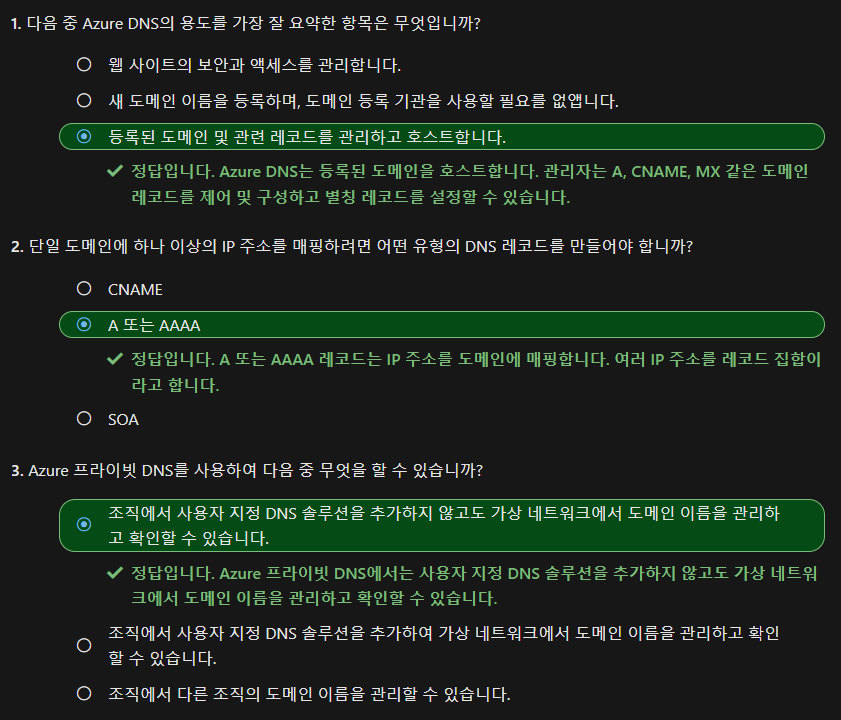 1. 다음 중 Azure DNS의 용도를 가장 잘 요약한 항목은 무엇입니까?
웹 사이트의 보안과 액세스를 관리합니다.
새 도메인 이름을 등록하며, 도메인 등록 기관을 사용할 필요를 없앱니다.
등록된 도메인 및 관련 레코드를 관리하고 호스트합니다.
정답입니다. Azure DNS는 등록된 도메인을 호스트합니다. 관리자는 A, CNAME, MX 같은 도메인
레코드를 제어 및 구성하고 별칭 레코드를 설정할 수 있습니다.
2. 단일 도메인에 하나 이상의 IP 주소를 매핑하려면 어떤 유형의 DNS 레코드를 만들어야 합니까?
CNAME
A 또는 AAAA
정답입니다. A 또는 AAAA 레코드는 IP 주소를 도메인에 매핑합니다. 여러 IP 주소를 레코드 집합이
라고 합니다.
SOA
3. Azure 프라이빗 DNS를 사용하여 다음 중 무엇을 할 수 있습니까?
조직에서 사용자 지정 DNS 솔루션을 추가하지 않고도 가상 네트워크에서 도메인 이름을 관리하
고 확인할 수 있습니다.
정답입니다. Azure 프라이빗 DNS에서는 사용자 지정 DNS 솔루션을 추가하지 않고도 가상 네트워
크에서 도메인 이름을 관리하고 확인할 수 있습니다.
조직에서 사용자 지정 DNS 솔루션을 추가하여 가상 네트워크에서 도메인 이름을 관리하고 확인
할 수 있습니다.
조직에서 다른 조직의 도메인 이름을 관리할 수 있습니다.